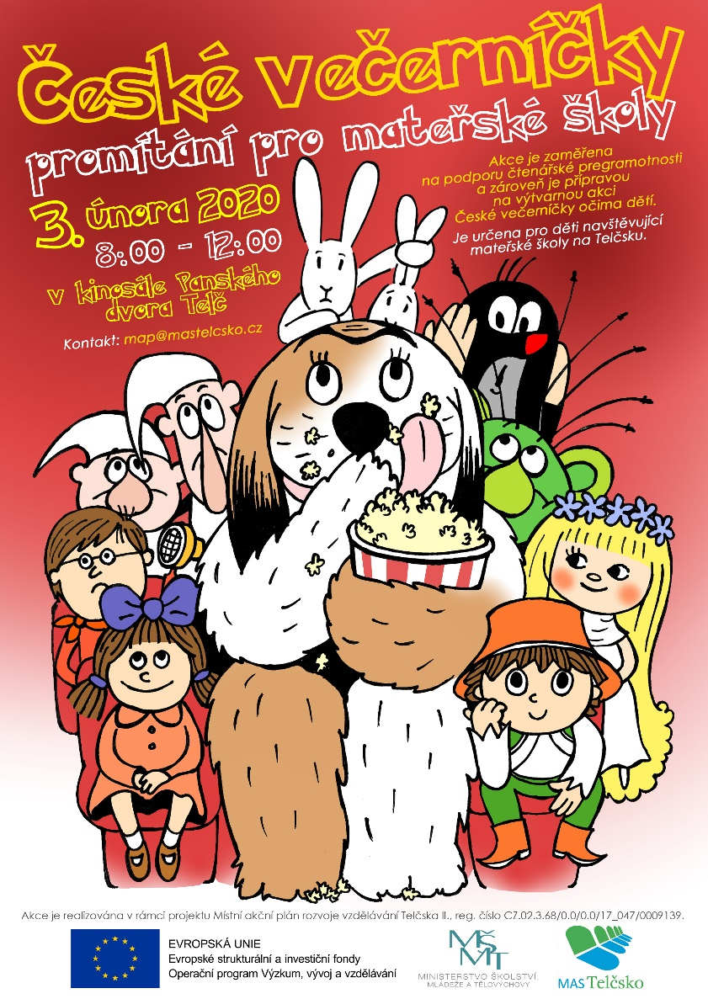 České večerníčky
promítání pro mateřské školy
3. února 2020
8:00 - 12:00
v kinosále Panského
dvora Telč
Kontakt: map@mastelcsko.cz
Akce je zaměřena
na podporu čtenářské pregramotnosti
a zároveň je přípravou
na výtvarnou akci
České večerníčky očima dětí.
Je určena pro děti navštěvující
mateřské školy na Telčsku.
Akce je realizována v rámci projektu Místní akční plán rozvoje vzdělávání Telčska II., reg. číslo CZ.02.3.68/0.0/0.0/17_047/0009139.
EVROPSKÁ UNIE
Evropské strukturální a investiční fondy
Operační program Výzkum, vývoj a vzdělávání
MŠMT
MINISTERSTVO ŠKOLSTVÍ,
MLÁDEŽE A TĚLOVÝCHOVY
MAS Telčsko